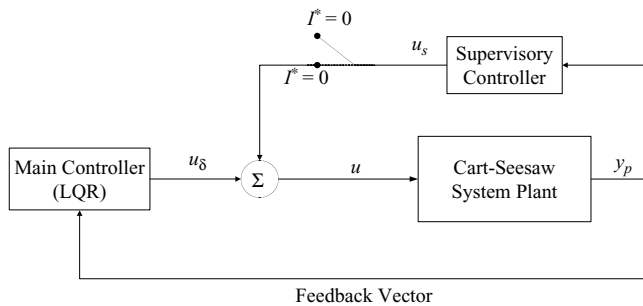 I* = 0
I* = 0
u_s
Supervisory
Controller
Main Controller
(LQR)
u_δ
Σ
u
Cart-Seesaw
System Plant
y_p
Feedback Vector